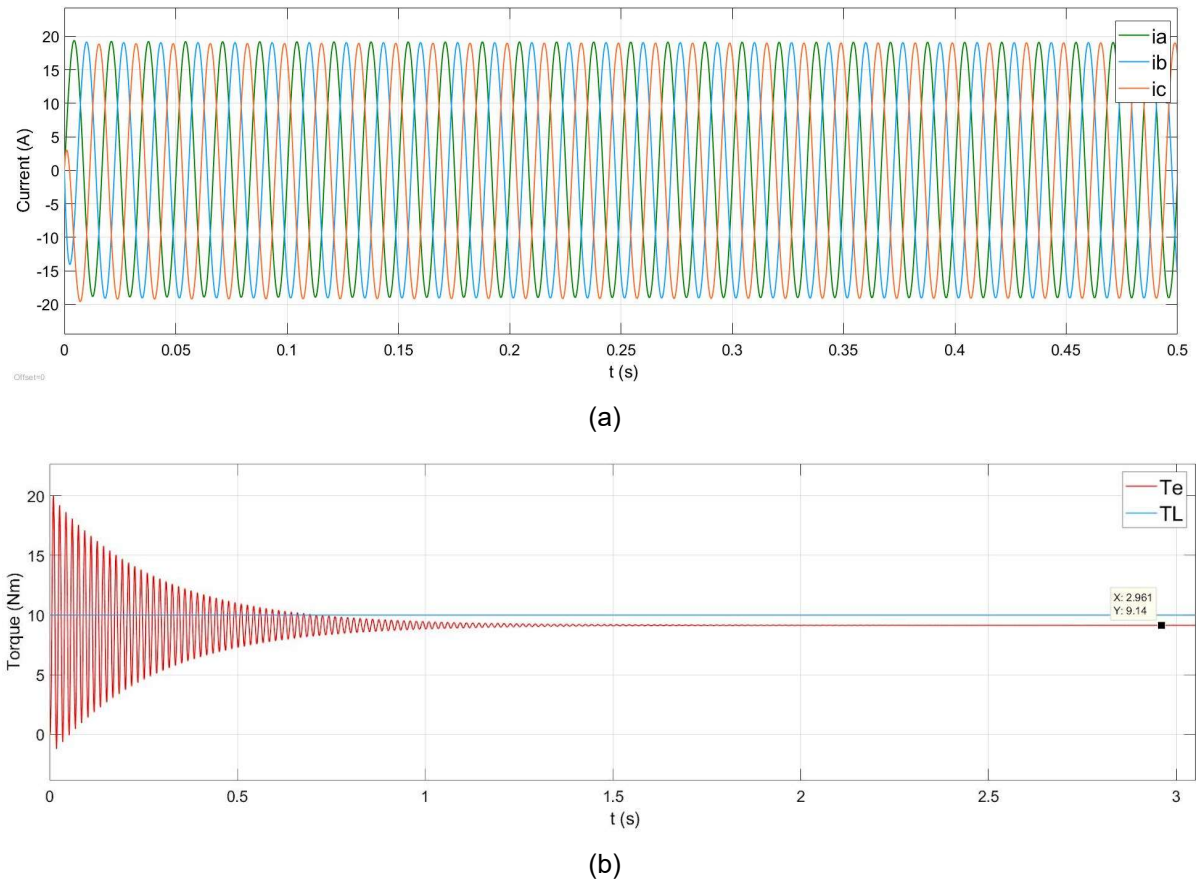 20
15
10
5
0
-5
-10
-15
-20
Current (A)
ia
ib
ic
0 0.05 0.1 0.15 0.2 0.25 0.3 0.35 0.4 0.45 0.5
t (s)
Offset=0
(a)
20
15
10
5
0
Torque (Nm)
Te
TL
X: 2.961
Y: 9.14
0 0.5 1 1.5 2 2.5 3
t (s)
(b)